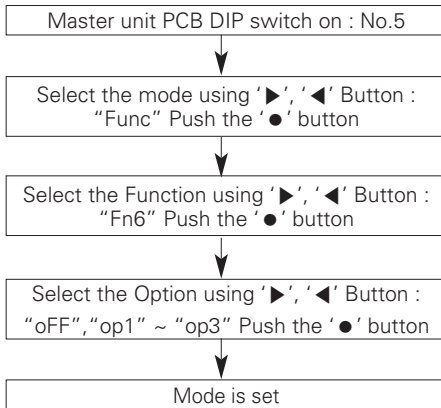 Master unit PCB DIP switch on : No.5
Select the mode using ‘▶’, ‘◀’ Button :
“Func” Push the ‘●’ button
Select the Function using ‘▶’, ‘◀’ Button :
“Fn6” Push the ‘●’ button
Select the Option using ‘▶’, ‘◀’ Button :
“oFF”,“op1” ~ “op3” Push the ‘●’ button
Mode is set